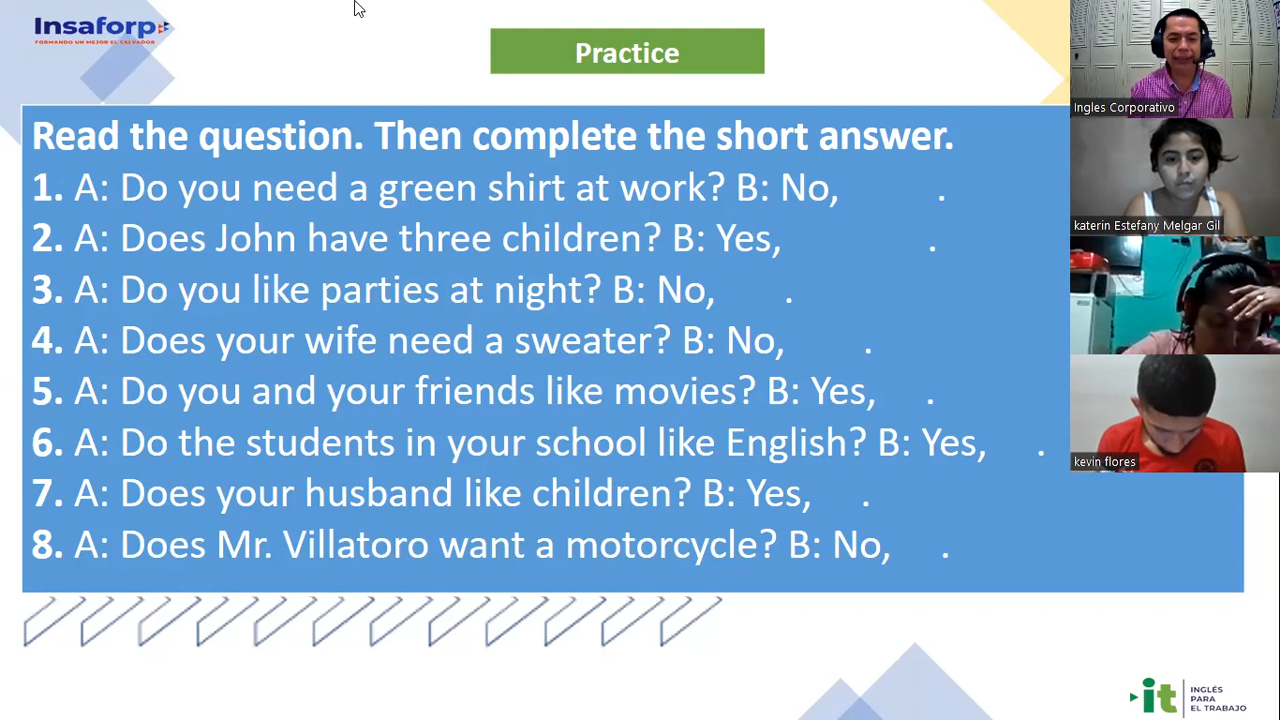 Insaforp
FORMANDO UN MEJOR EL SALVADOR
Practice
Read the question. Then complete the short answer.
1. A: Do you need a green shirt at work? B: No, .
2. A: Does John have three children? B: Yes, .
3. A: Do you like parties at night? B: No, .
4. A: Does your wife need a sweater? B: No, .
5. A: Do you and your friends like movies? B: Yes, .
6. A: Do the students in your school like English? B: Yes, .
7. A: Does your husband like children? B: Yes, .
8. A: Does Mr. Villatoro want a motorcycle? B: No, .
Ingles Corporativo
katerin Estefany Melgar Gil
kevin flores
it
INGLÉS
PARA
EL TRABAJO